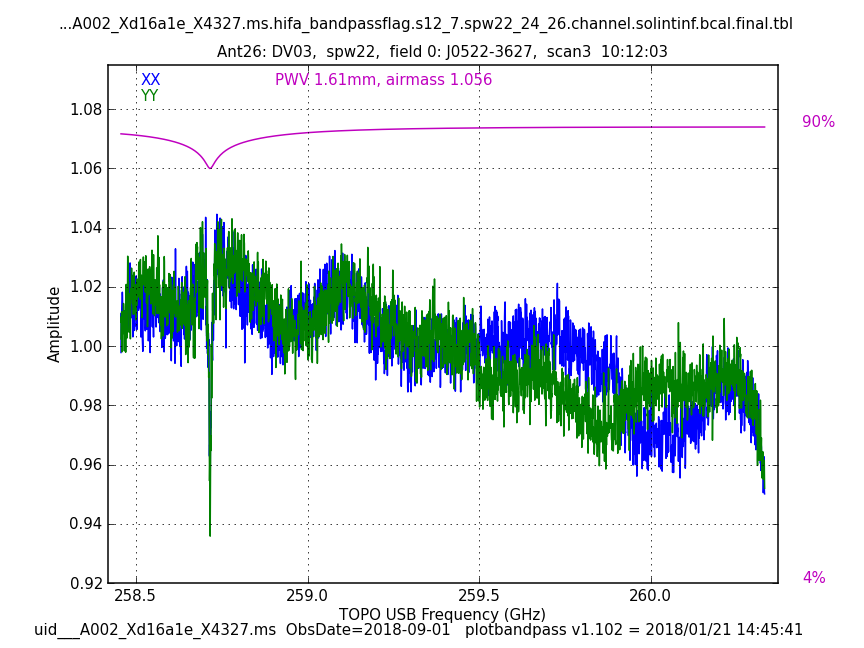 ...A002_Xd16a1e_X4327.ms.hifa_bandpassflag.s12_7.spw22_24_26.channel.solintinf.bcal.final.tbl
Ant26: DV03, spw22, field 0: J0522-3627, scan3 10:12:03
XX
YY
PWV 1.61mm, airmass 1.056
90%
4%
1.08
1.06
1.04
1.02
1.00
0.98
0.96
0.94
0.92
Amplitude
258.5 259.0 259.5 260.0
TOPO USB Frequency (GHz)
uid___A002_Xd16a1e_X4327.ms ObsDate=2018-09-01 plotbandpass v1.102 = 2018/01/21 14:45:41